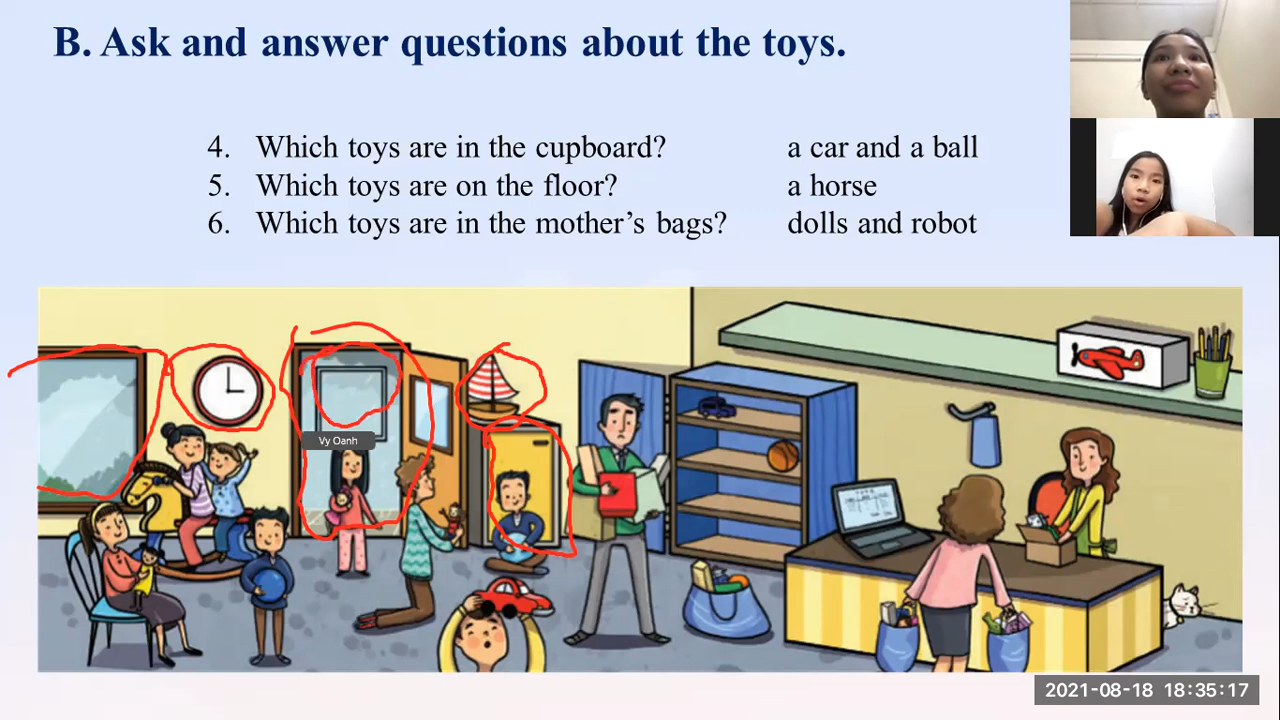 B. Ask and answer questions about the toys.
4. Which toys are in the cupboard? a car and a ball
5. Which toys are on the floor? a horse
6. Which toys are in the mother’s bags? dolls and robot
Vy Oanh
2021-08-18 18:35:17